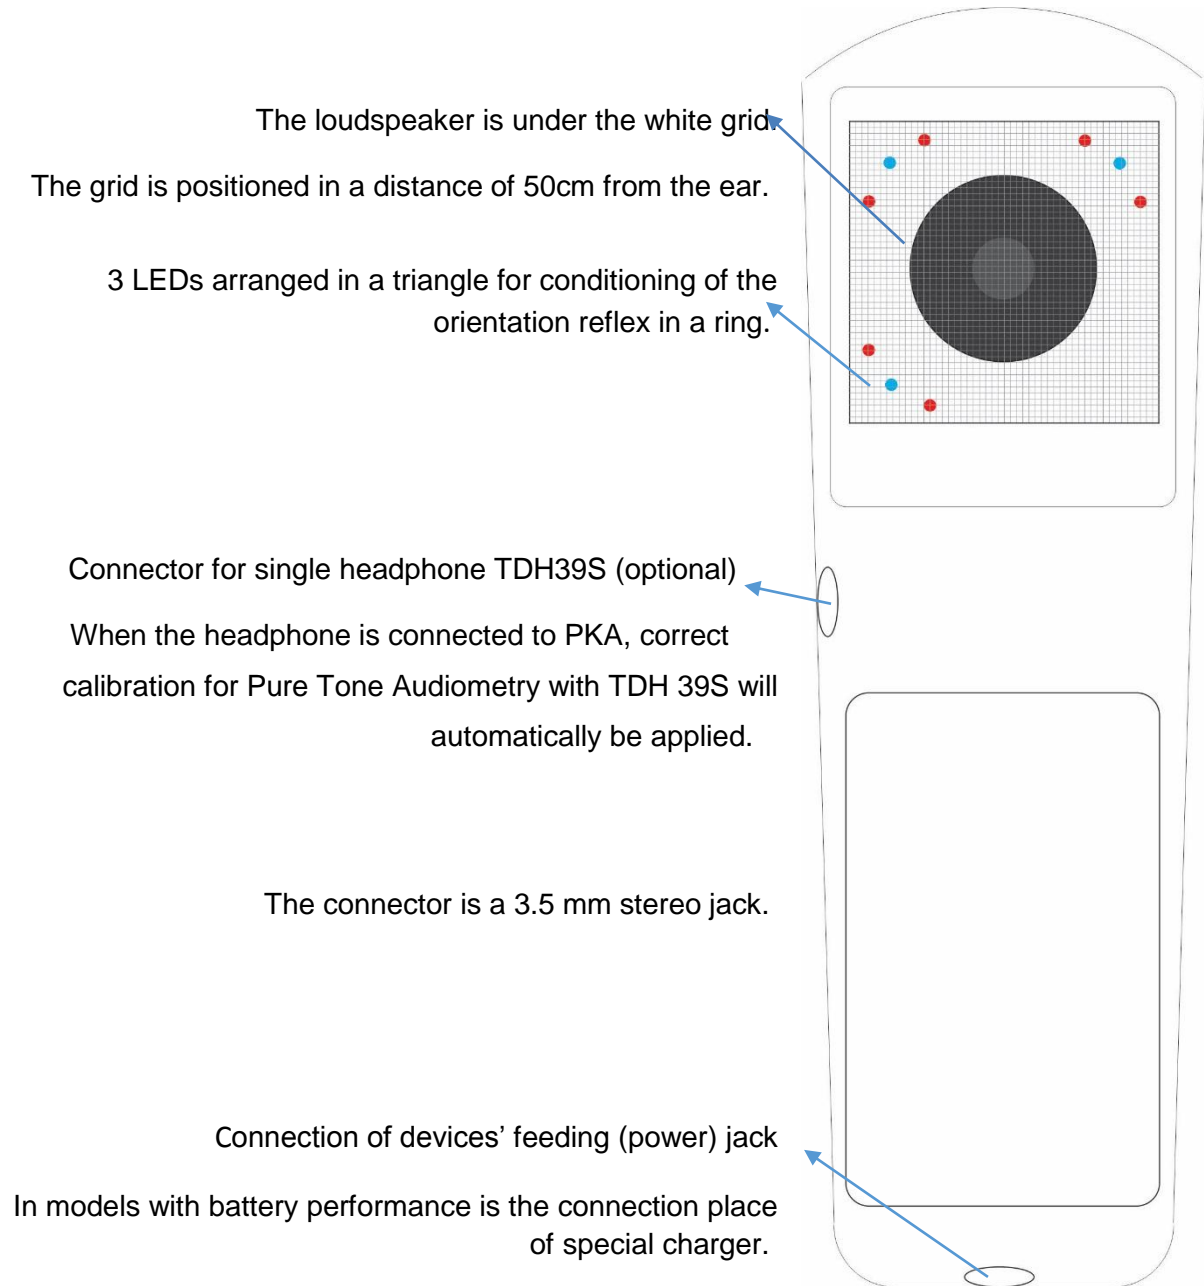 The loudspeaker is under the white grid.
The grid is positioned in a distance of 50cm from the ear.
3 LEDs arranged in a triangle for conditioning of the
orientation reflex in a ring.
Connector for single headphone TDH39S (optional)
When the headphone is connected to PKA, correct
calibration for Pure Tone Audiometry with TDH 39S will
automatically be applied.
The connector is a 3.5 mm stereo jack.
Connection of devices’ feeding (power) jack
In models with battery performance is the connection place
of special charger.